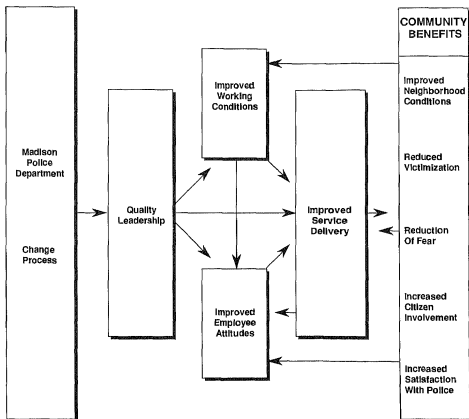 Madison
Police
Department
Change
Process
Quality
Leadership
Improved
Working
Conditions
Improved
Employee
Attitudes
Improved
Service
Delivery
COMMUNITY
BENEFITS
Improved
Neighborhood
Conditions
Reduced
Victimization
Reduction
Of Fear
Increased
Citizen
Involvement
Increased
Satisfaction
With Police